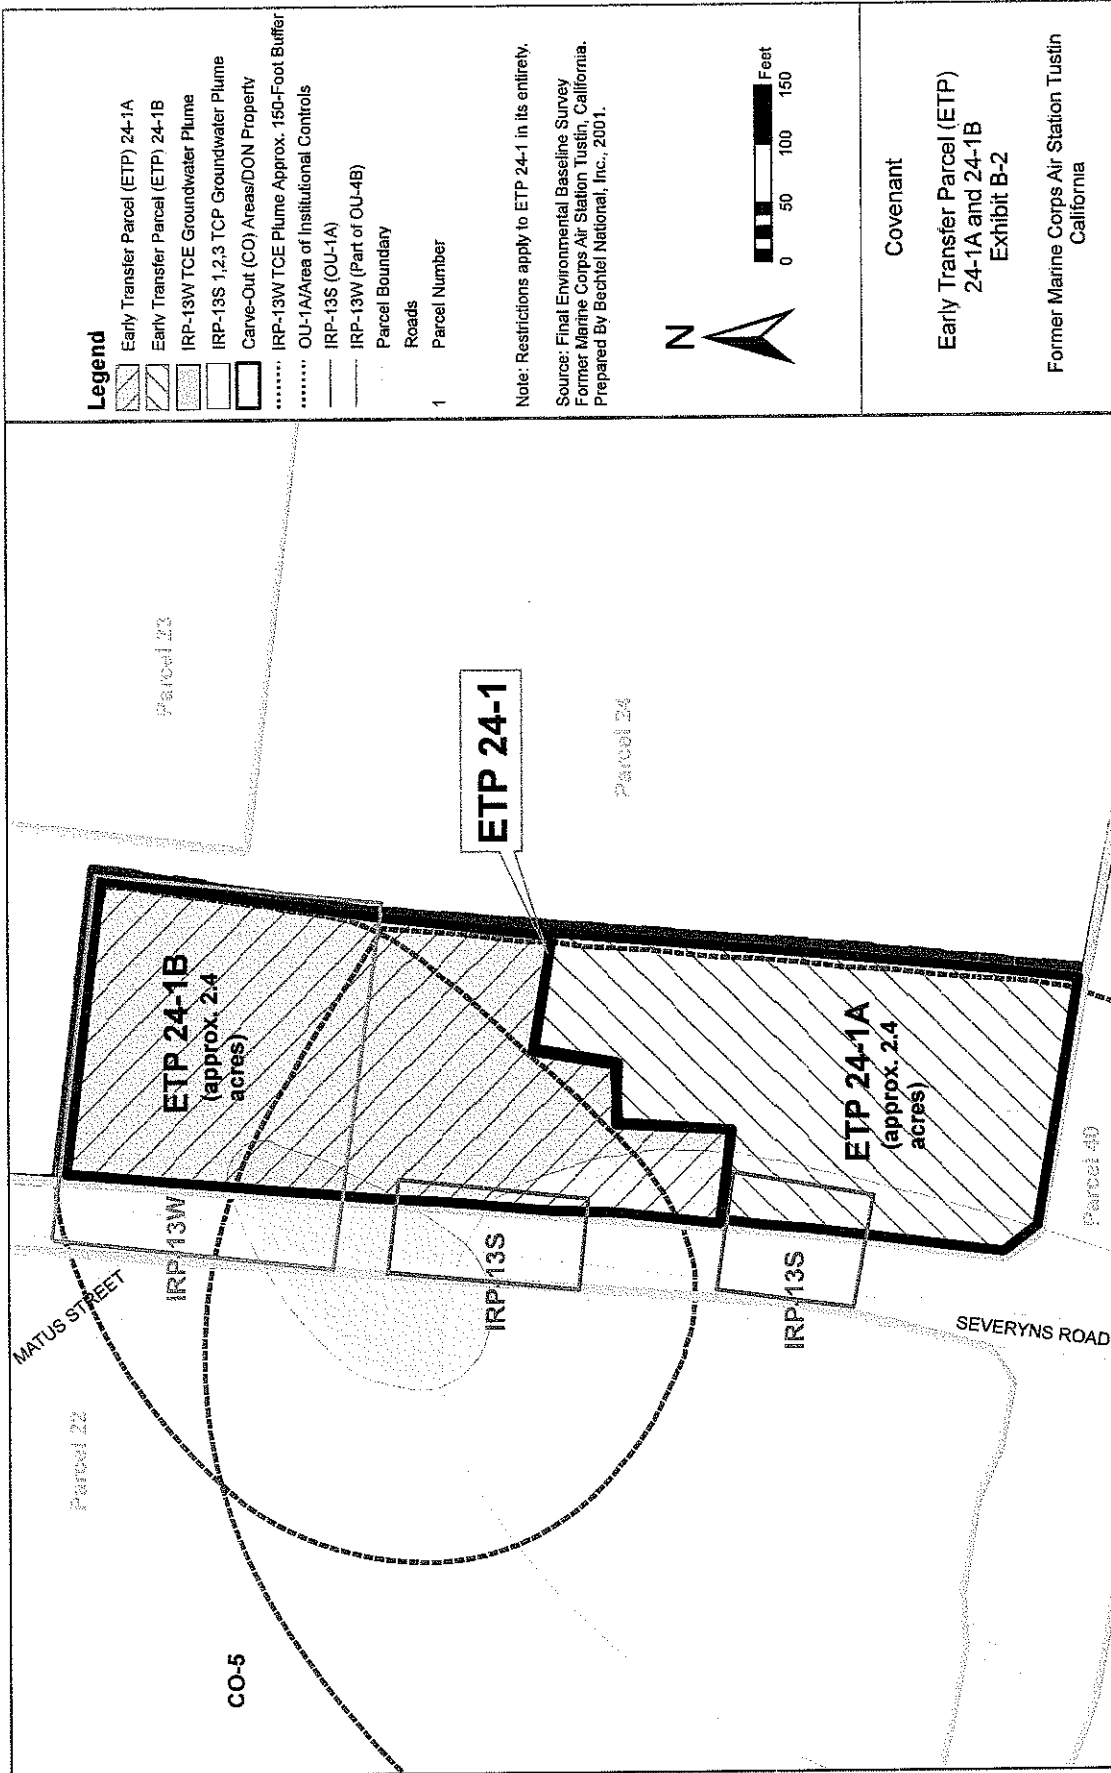 Legend
Early Transfer Parcel (ETP) 24-1A
Early Transfer Parcel (ETP) 24-1B
IRP-13W TCE Groundwater Plume
IRP-13S 1,2,3 TCP Groundwater Plume
Carve-Out (CO) Areas/DON Property
IRP-13W TCE Plume Approx. 150-Foot Buffer
OU-1A/Area of Institutional Controls
IRP-13S (OU-1A)
IRP-13W (Part of OU-4B)
Parcel Boundary
Roads
1 Parcel Number
Note: Restrictions apply to ETP 24-1 in its entirety.
Source: Final Environmental Baseline Survey
Former Marine Corps Air Station Tustin, California.
Prepared By Bechtel National, Inc., 2001.
N
0 50 100 150 Feet
Covenant
Early Transfer Parcel (ETP)
24-1A and 24-1B
Exhibit B-2
Former Marine Corps Air Station Tustin
California
Parcel 22
MATUS STREET
IRP-13W
ETP 24-1B
(approx. 2.4
acres)
Parcel 23
CO-5
IRP-13S
ETP 24-1
Parcel 24
IRP-13S
ETP 24-1A
(approx. 2.4
acres)
SEVERYNS ROAD
Parcel 40